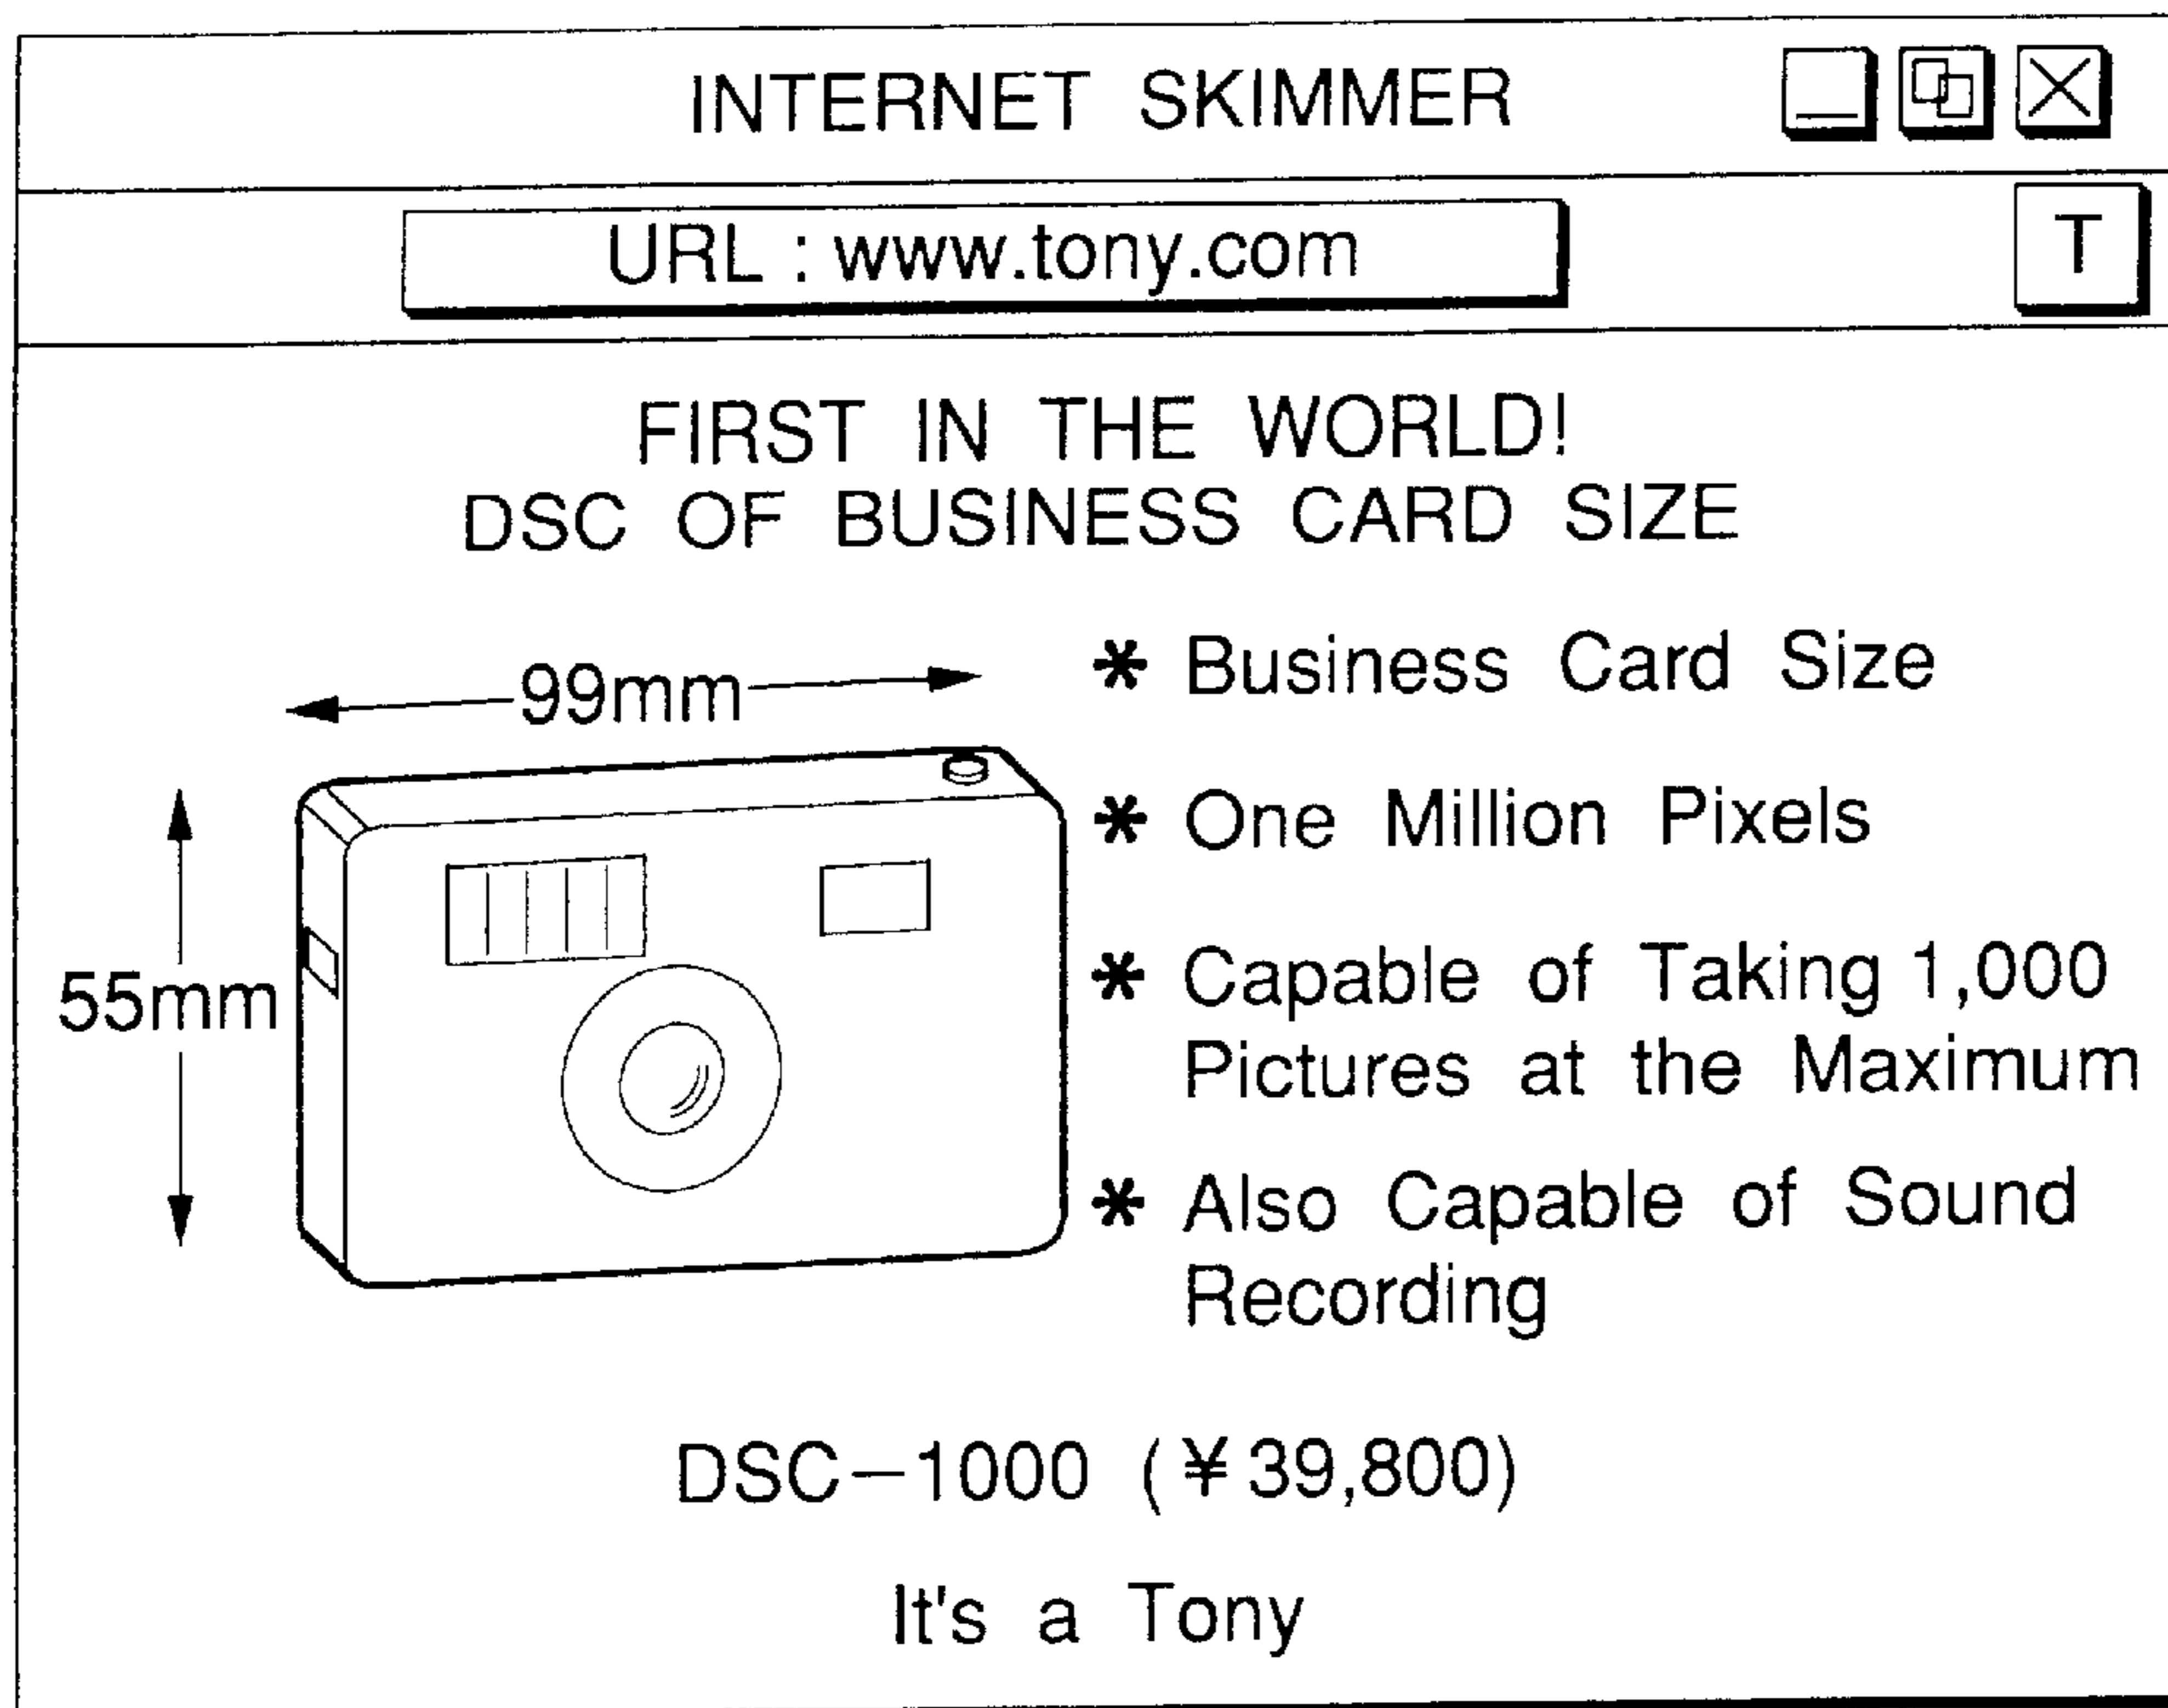 INTERNET SKIMMER
URL : www.tony.com
T
FIRST IN THE WORLD!
DSC OF BUSINESS CARD SIZE
99mm
55mm
* Business Card Size
* One Million Pixels
* Capable of Taking 1,000
Pictures at the Maximum
* Also Capable of Sound
Recording
DSC-1000 (¥39,800)
It's a Tony